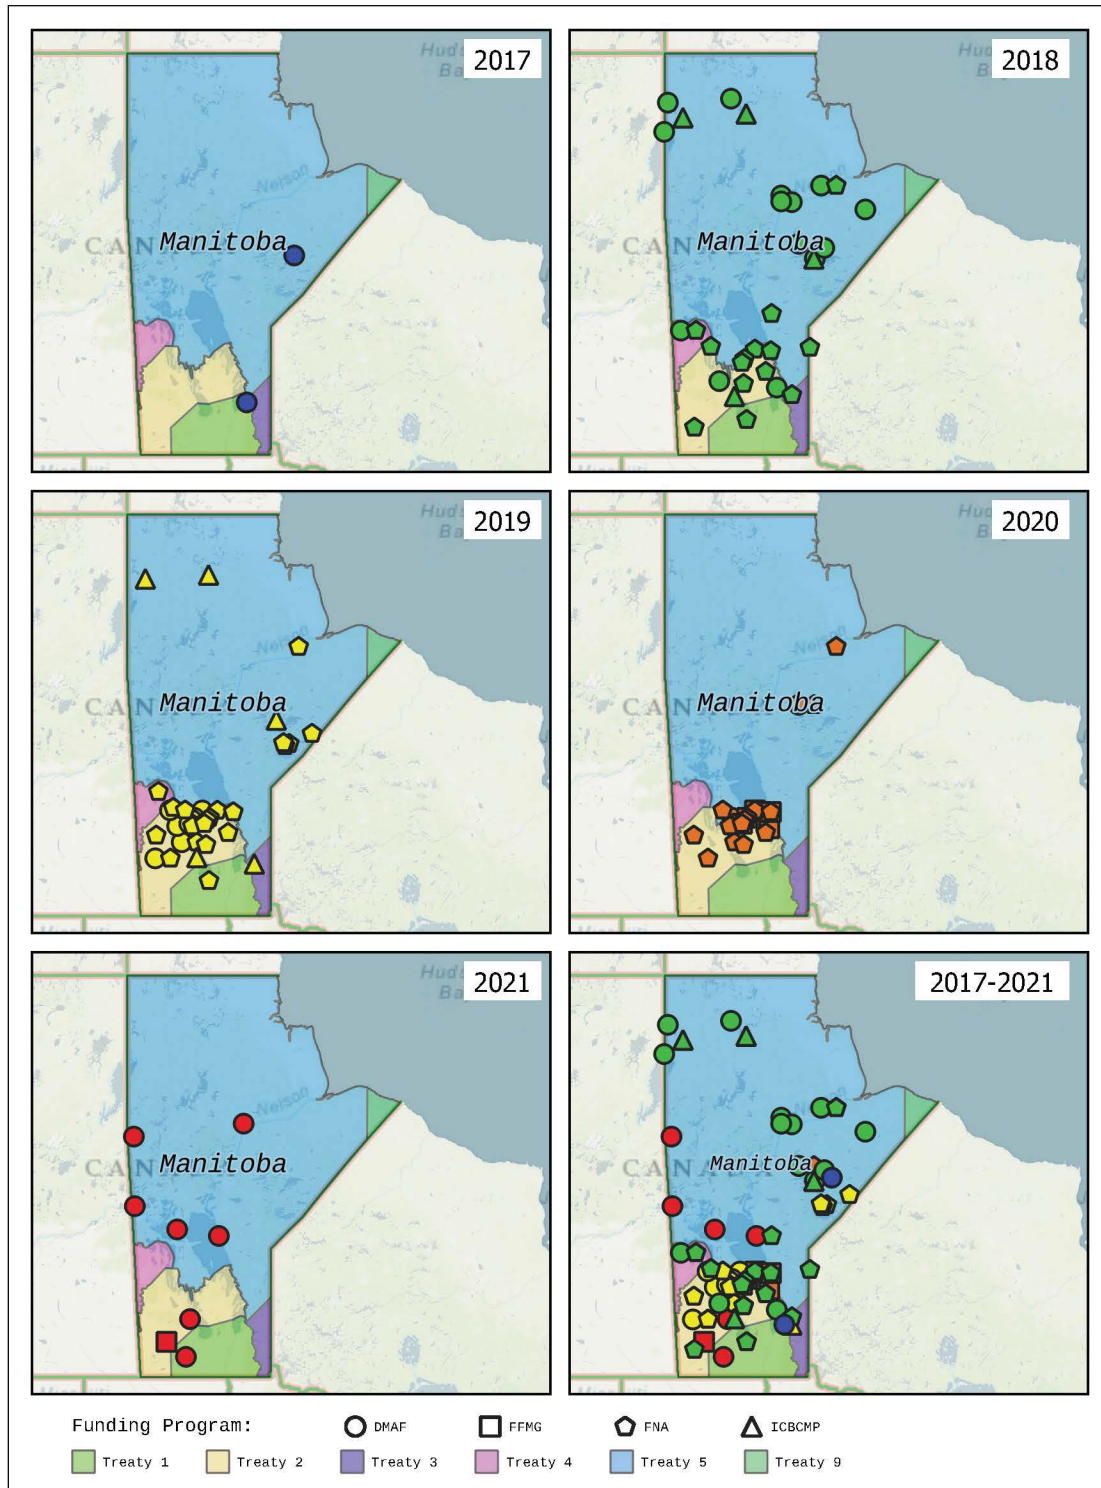 2017
Manitoba
2018
Manitoba
2019
Manitoba
2020
Manitoba
2021
Manitoba
2017-2021
Manitoba
Funding Program:
DMAF
FFMG
FNA
ICBCMP
Treaty 1
Treaty 2
Treaty 3
Treaty 4
Treaty 5
Treaty 9